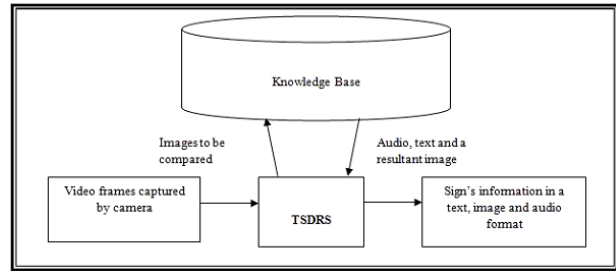 Knowledge Base
Images to be
compared
Audio, text and a
resultant image
Video frames captured
by camera
TSDRS
Sign's information in a
text, image and audio
format